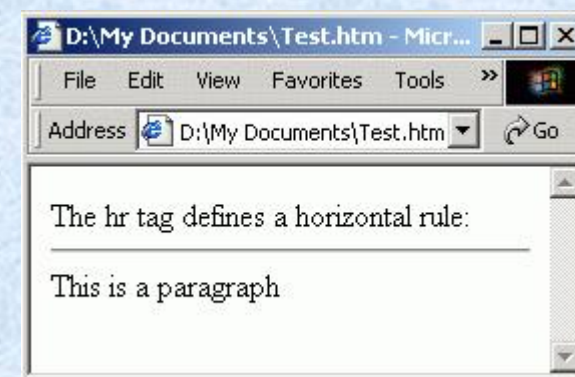 D:\My Documents\Test.htm - Micr...
File Edit View Favorites Tools »
Address D:\My Documents\Test.htm Go
The hr tag defines a horizontal rule:
This is a paragraph